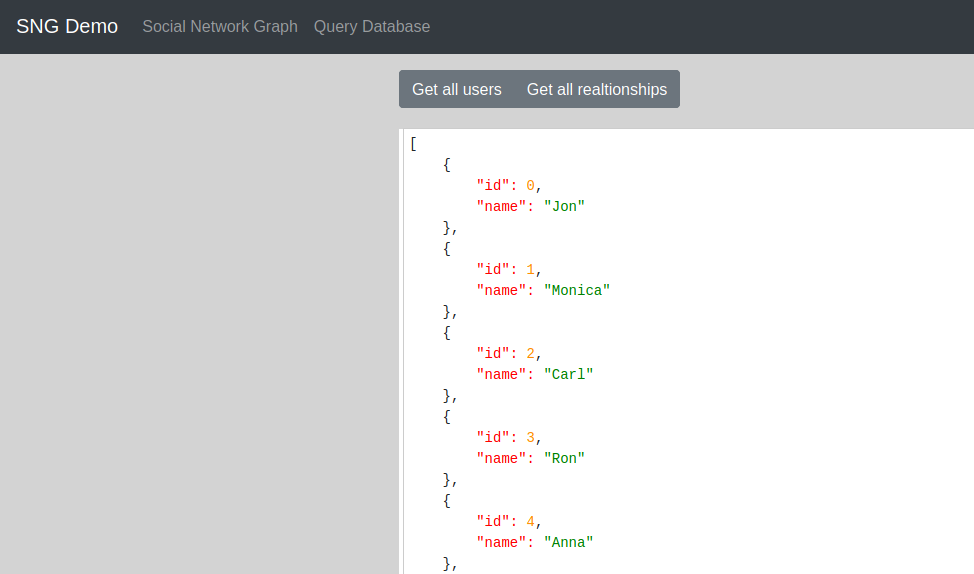 SNG Demo Social Network Graph Query Database
Get all users Get all realtionships
[
    {
        "id": 0,
        "name": "Jon"
    },
    {
        "id": 1,
        "name": "Monica"
    },
    {
        "id": 2,
        "name": "Carl"
    },
    {
        "id": 3,
        "name": "Ron"
    },
    {
        "id": 4,
        "name": "Anna"
    },